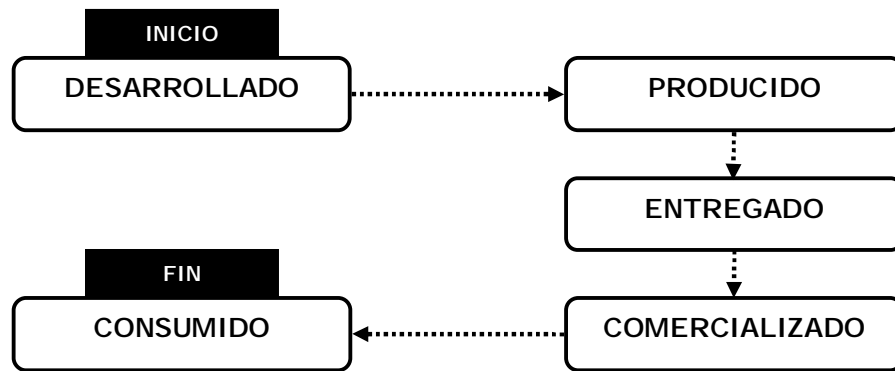 INICIO
DESARROLLADO
PRODUCIDO
ENTREGADO
COMERCIALIZADO
FIN
CONSUMIDO